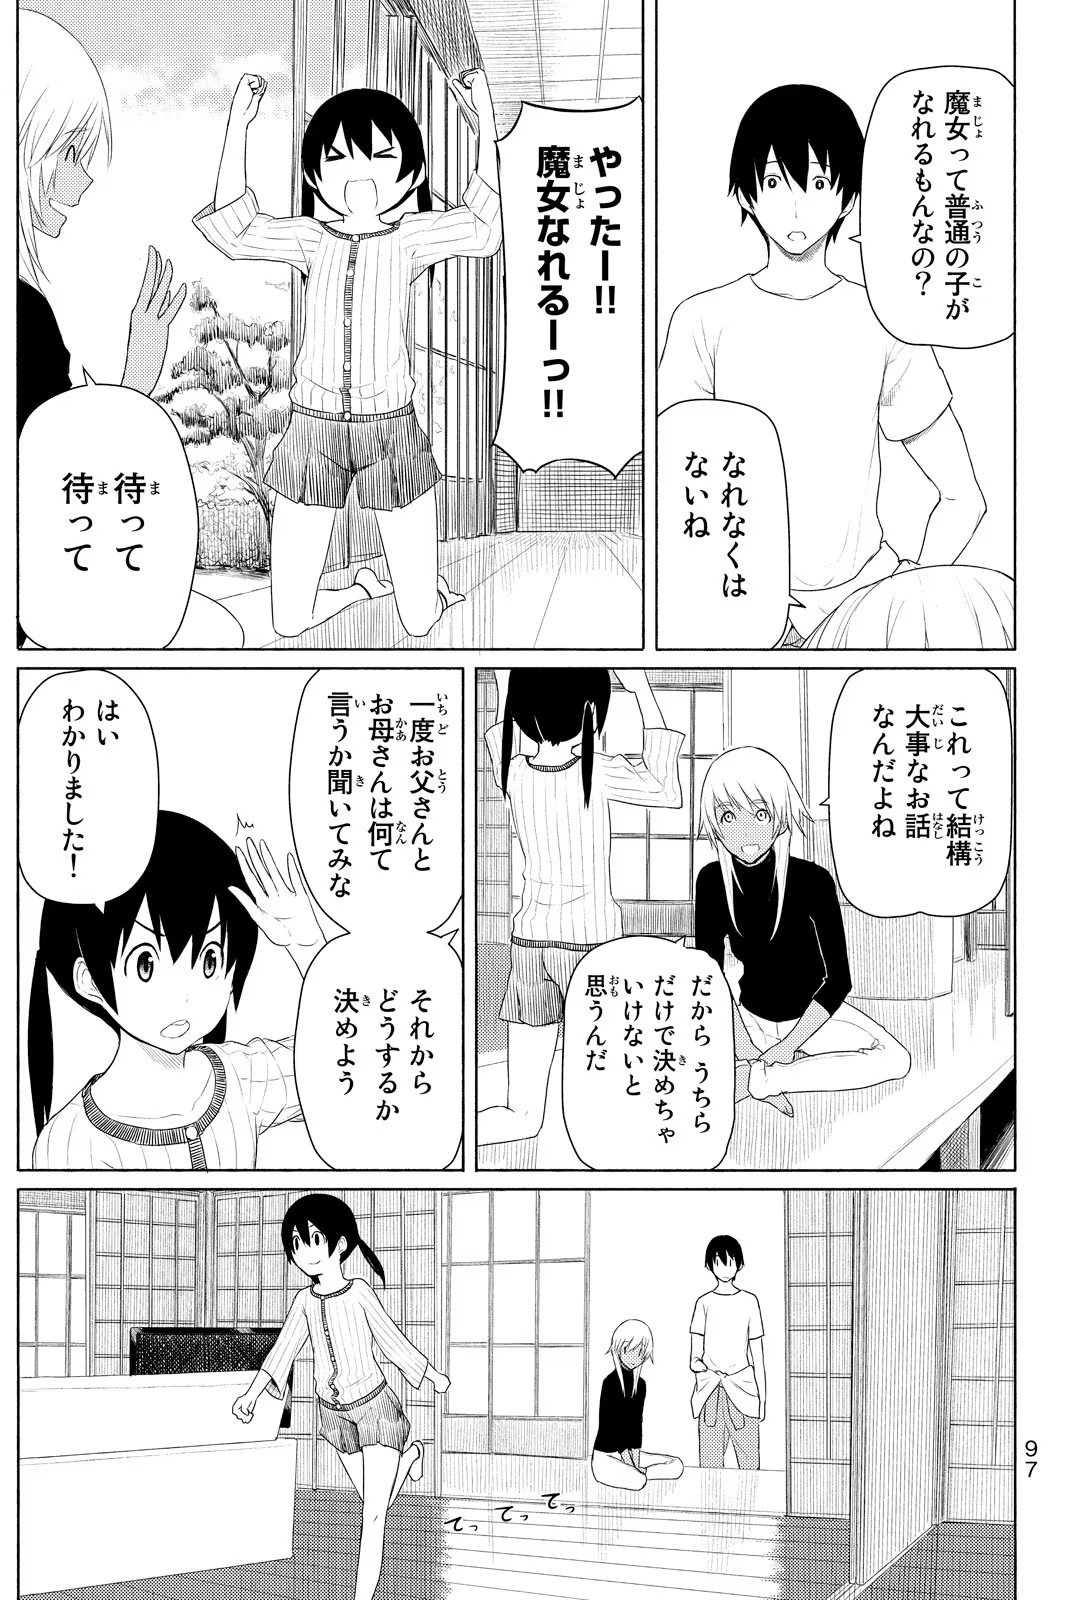 魔女って普通の子が
なれるもんなの？
なれなくは
ないね
やったー!!
魔女なれるーっ!!
待って
待って
これって結構
大事なお話
なんだよね
だから うちら
だけで決めちゃ
いけないと
思うんだ
一度お父さんと
お母さんは何て
言うか聞いてみな
それから
どうするか
決めよう
はい
わかりました！
てっ
てっ
てっ
97